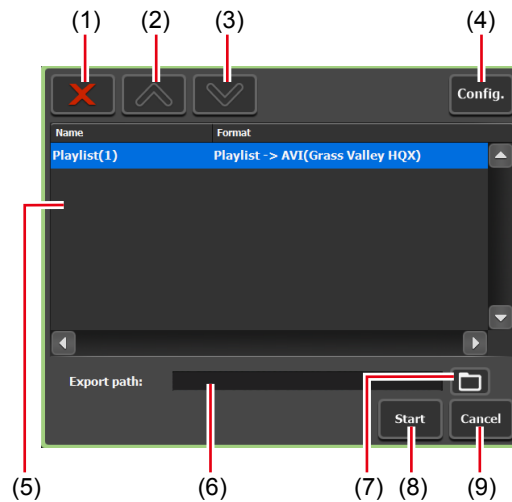 (1) (2) (3) (4)
Config.
Name Format
Playlist(1) Playlist -> AVI(Grass Valley HQX)
Export path:
Start Cancel
(5) (6) (7) (8) (9)